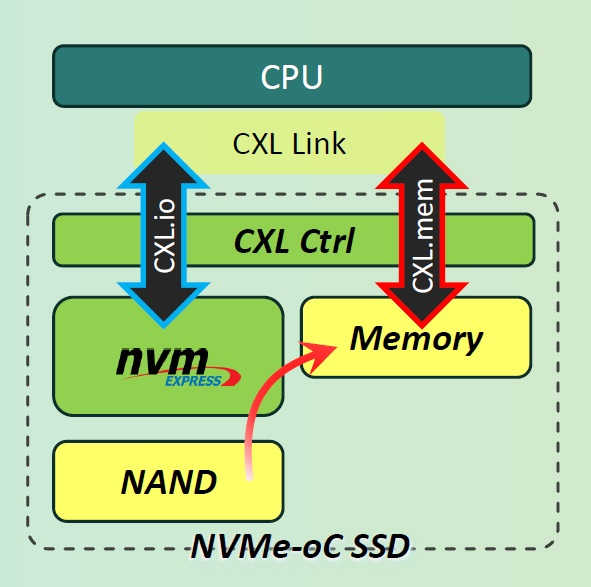 CPU
CXL Link
CXL.io
CXL.mem
CXL Ctrl
nvm
EXPRESS
Memory
NAND
NVMe-oC SSD